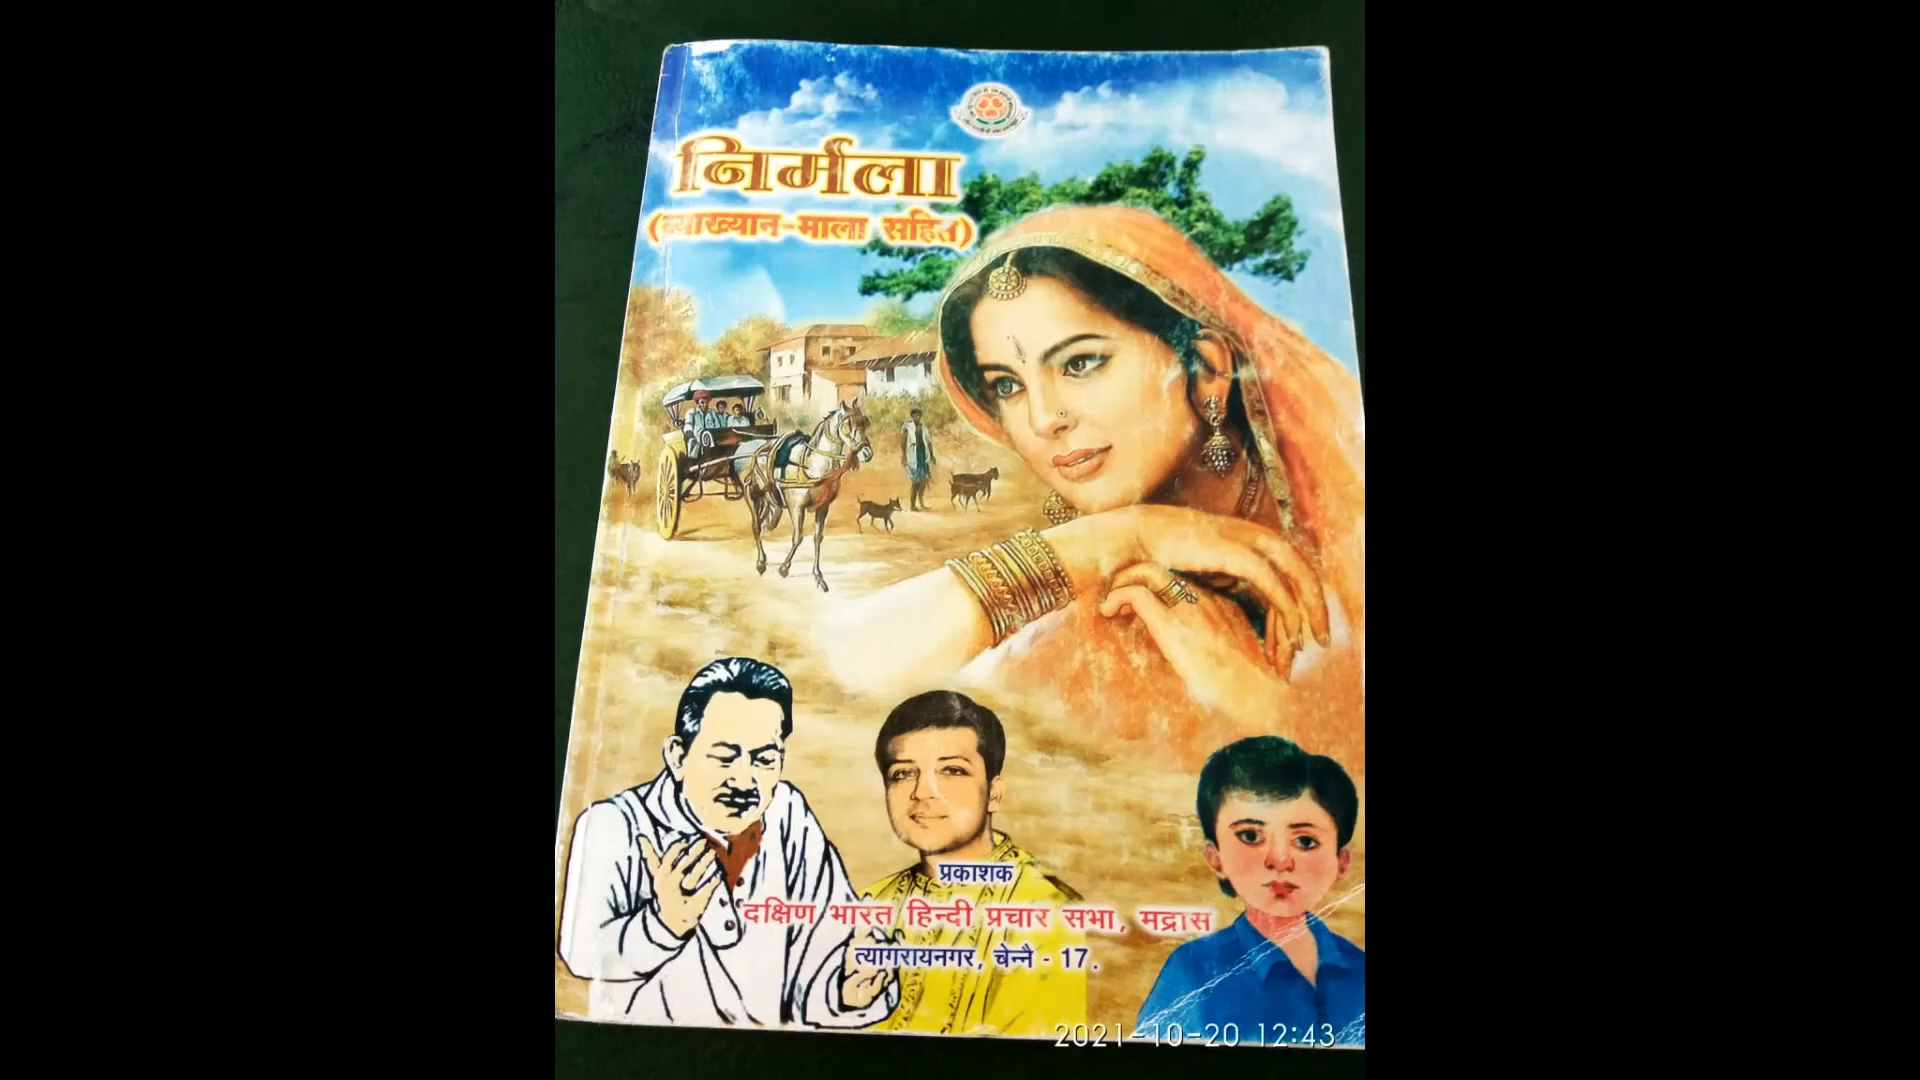 निर्मला
(व्याख्यान-माला सहित)
प्रकाशक
दक्षिण भारत हिन्दी प्रचार सभा, मद्रास
त्यागरायनगर, चेन्नै - 17.
2021-10-20 12:43